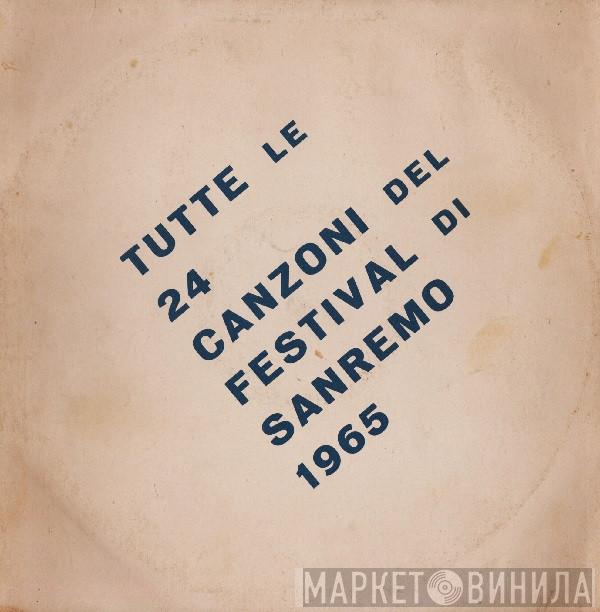 TUTTE LE
24
CANZONI DEL
FESTIVAL DI
SANREMO
1965
МАРКЕТ ВИНИЛА